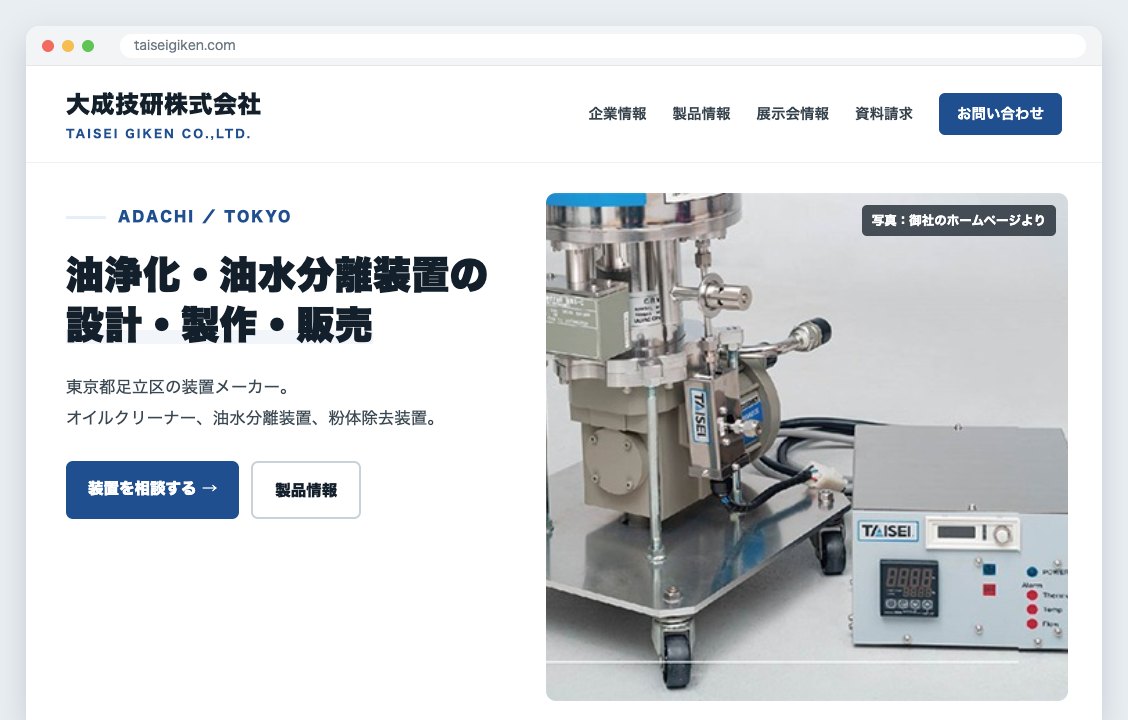 taiseigiken.com
大成技研株式会社
TAISEI GIKEN CO.,LTD.
企業情報
製品情報
展示会情報
資料請求
お問い合わせ
ADACHI ／ TOKYO
油浄化・油水分離装置の
設計・製作・販売
東京都足立区の装置メーカー。
オイルクリーナー、油水分離装置、粉体除去装置。
装置を相談する →
製品情報
写真：御社のホームページより
TAISEI
TAISEI
POWER
Alarm
Temp
Flow